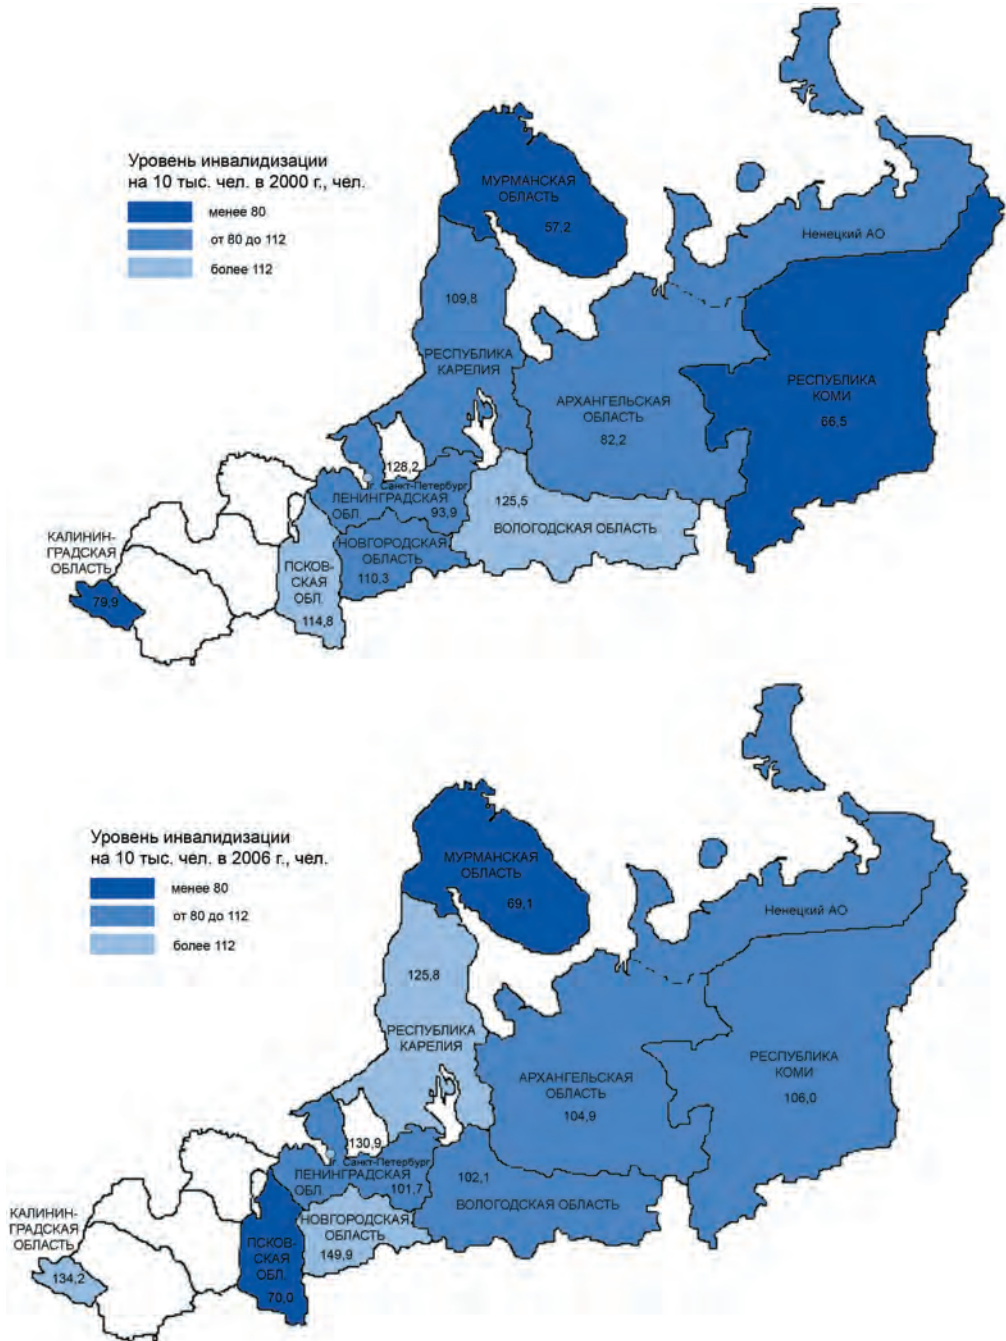 Уровень инвалидизации
на 10 тыс. чел. в 2000 г., чел.
менее 80
от 80 до 112
более 112
МУРМАНСКАЯ
ОБЛАСТЬ
57,2
Ненецкий АО
109,8
РЕСПУБЛИКА
КАРЕЛИЯ
АРХАНГЕЛЬСКАЯ
ОБЛАСТЬ
82,2
РЕСПУБЛИКА
КОМИ
66,5
128,2
г. Санкт-Петербург
ЛЕНИНГРАДСКАЯ
ОБЛ.
93,9
125,5
ВОЛОГОДСКАЯ ОБЛАСТЬ
НОВГОРОДСКАЯ
ОБЛАСТЬ
110,3
ПСКОВ-
СКАЯ
ОБЛ.
114,8
КАЛИНИН-
ГРАДСКАЯ
ОБЛАСТЬ
79,9
Уровень инвалидизации
на 10 тыс. чел. в 2006 г., чел.
менее 80
от 80 до 112
более 112
МУРМАНСКАЯ
ОБЛАСТЬ
69,1
Ненецкий АО
125,8
РЕСПУБЛИКА
КАРЕЛИЯ
АРХАНГЕЛЬСКАЯ
ОБЛАСТЬ
104,9
РЕСПУБЛИКА
КОМИ
106,0
130,9
г. Санкт-Петербург
ЛЕНИНГРАДСКАЯ
ОБЛ.
101,7
102,1
ВОЛОГОДСКАЯ ОБЛАСТЬ
НОВГОРОДСКАЯ
ОБЛАСТЬ
149,9
ПСКОВ-
СКАЯ
ОБЛ.
70,0
КАЛИНИН-
ГРАДСКАЯ
ОБЛАСТЬ
134,2